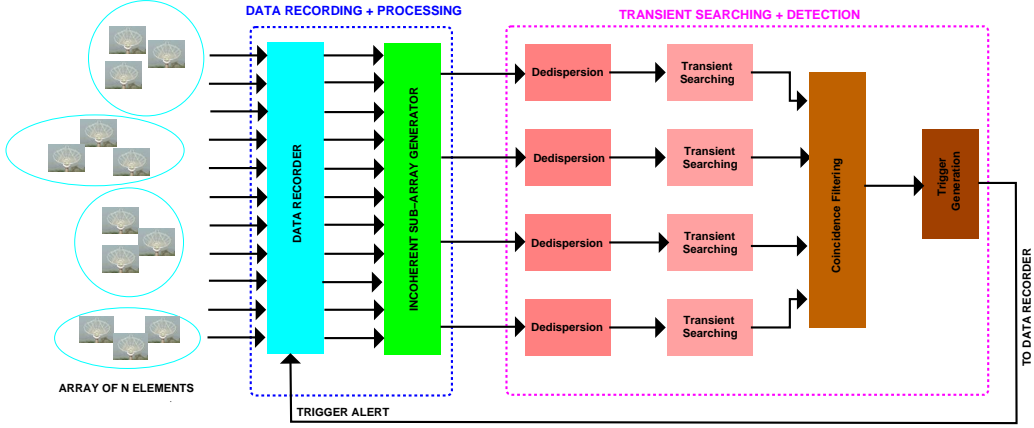 DATA RECORDING + PROCESSING
TRANSIENT SEARCHING + DETECTION
DATA RECORDER
INCOHERENT SUB-ARRAY GENERATOR
Dedispersion
Transient
Searching
Dedispersion
Transient
Searching
Dedispersion
Transient
Searching
Dedispersion
Transient
Searching
Coincidence Filtering
Trigger
Generation
TO DATA RECORDER
ARRAY OF N ELEMENTS
TRIGGER ALERT